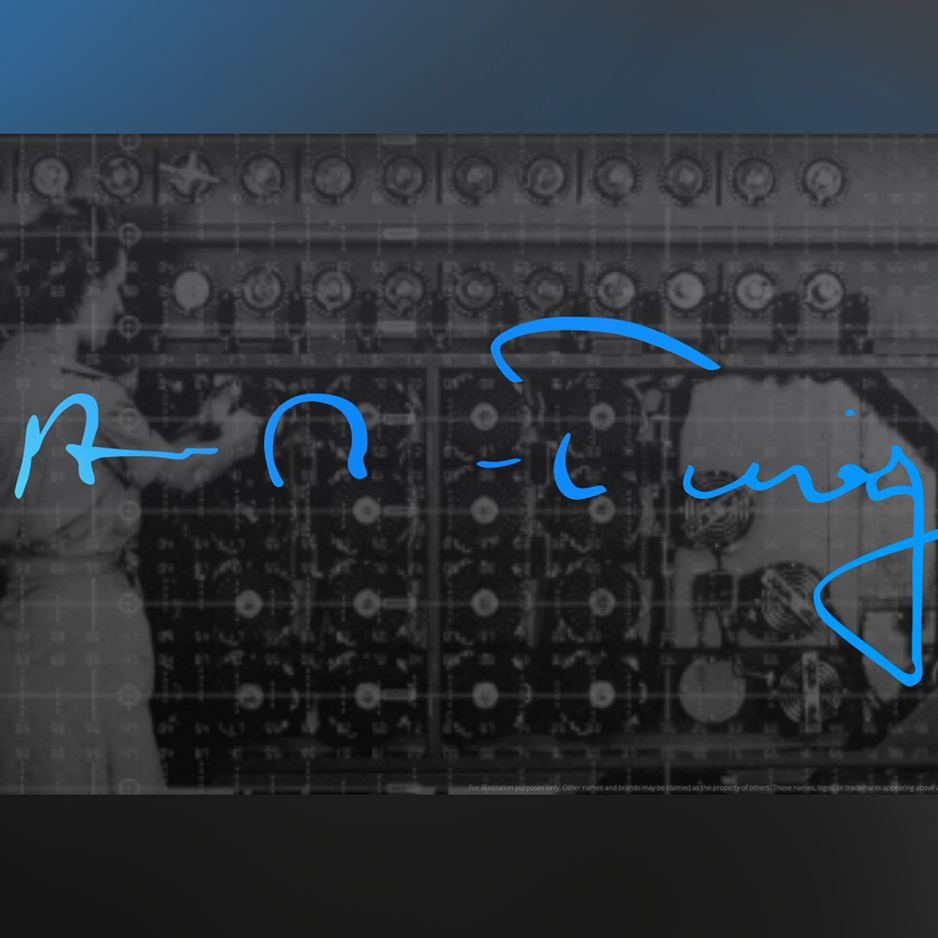 A M Turing
For illustration purposes only. Other names and brands may be claimed as the property of others. Those names, logos, or trademarks appearing above